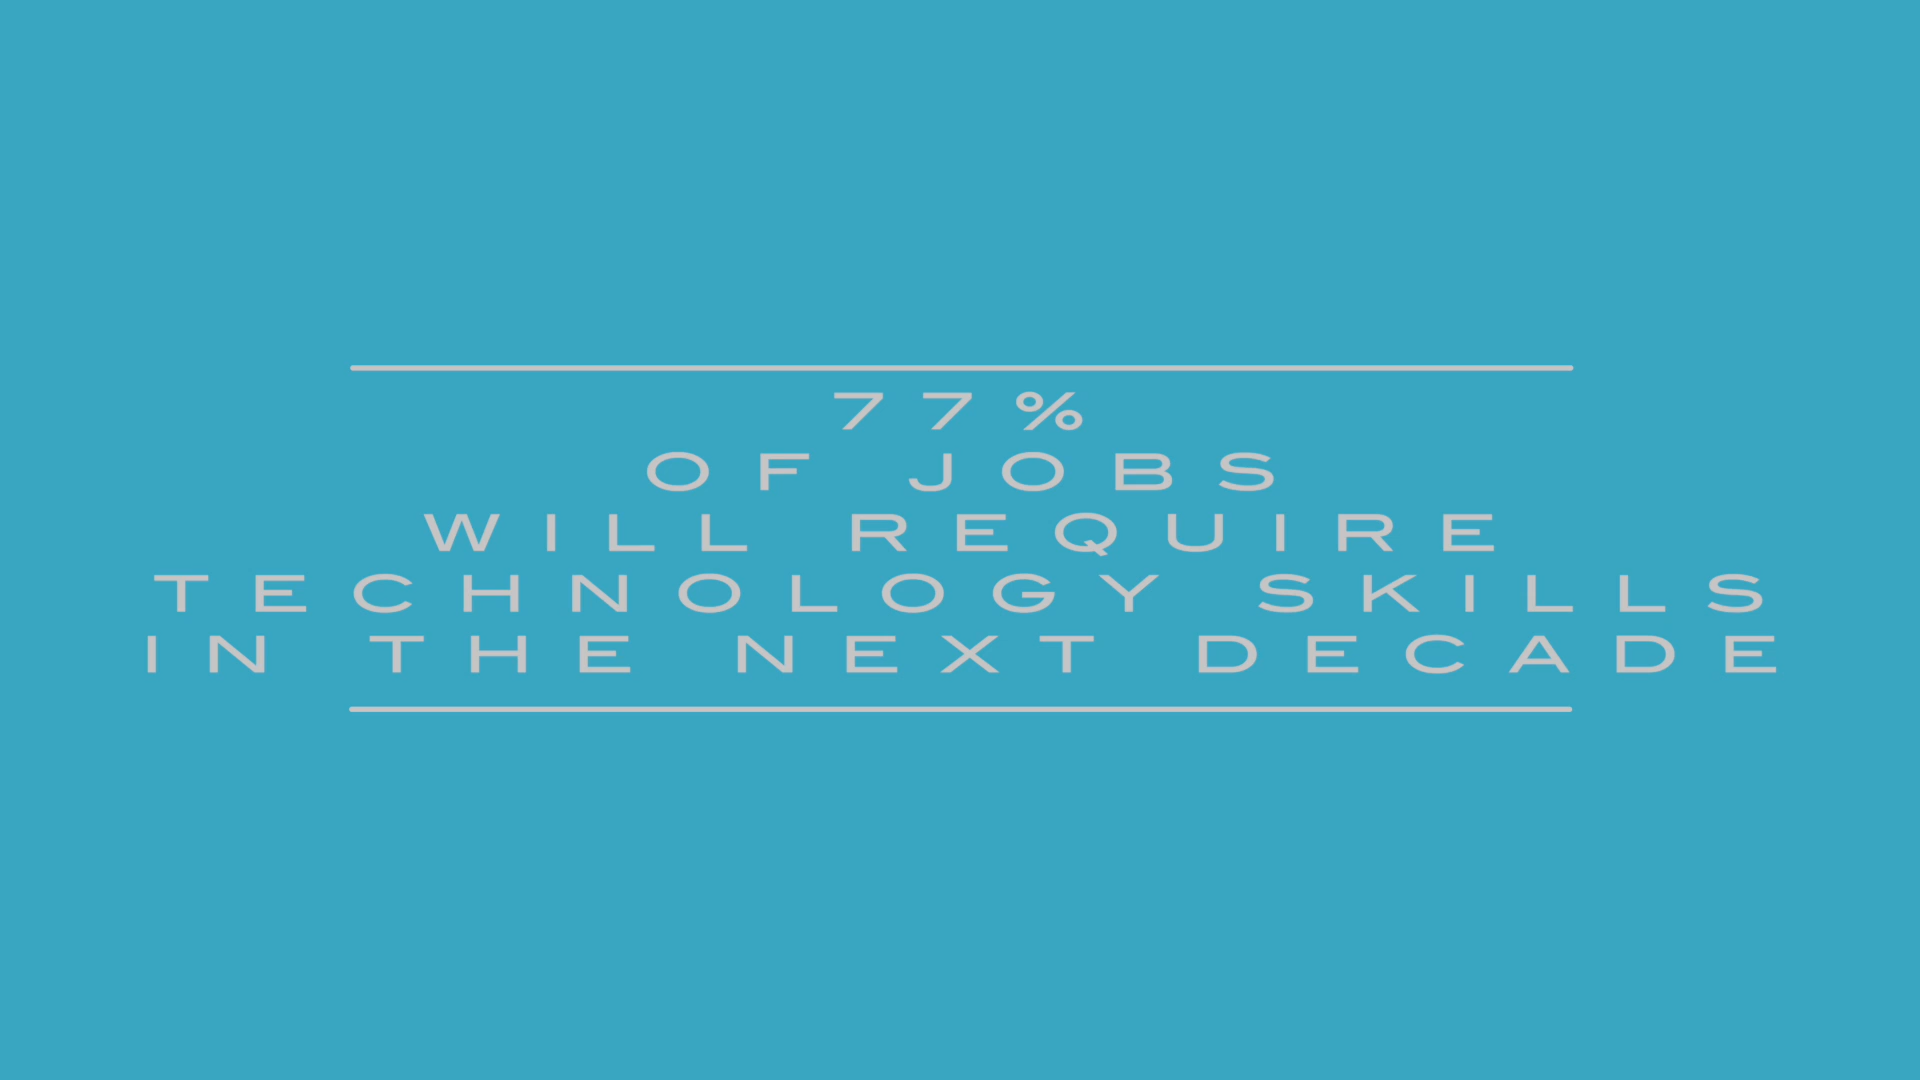 77%
OF JOBS
WILL REQUIRE
TECHNOLOGY SKILLS
IN THE NEXT DECADE